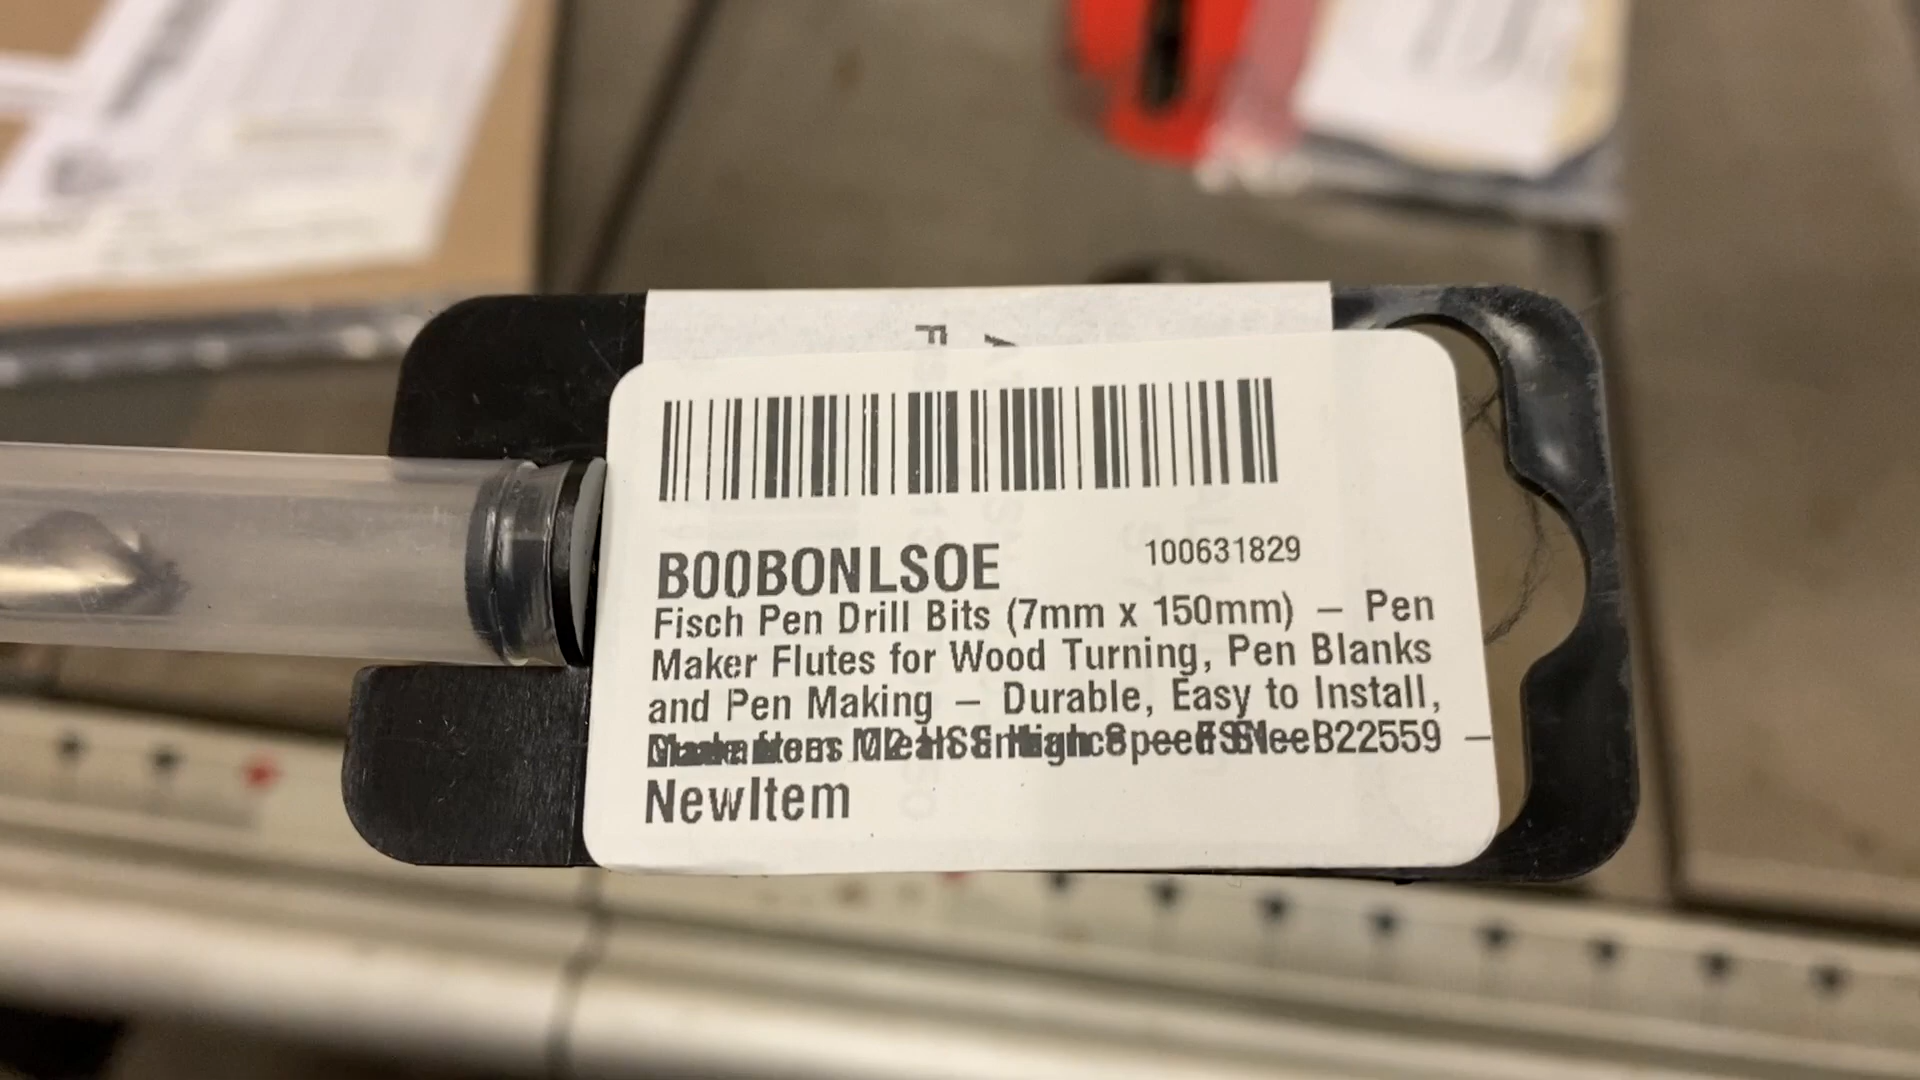 B00BONLSOE
100631829
Fisch Pen Drill Bits (7mm x 150mm) – Pen
Maker Flutes for Wood Turning, Pen Blanks
and Pen Making – Durable, Easy to Install,
B22559 –
NewItem